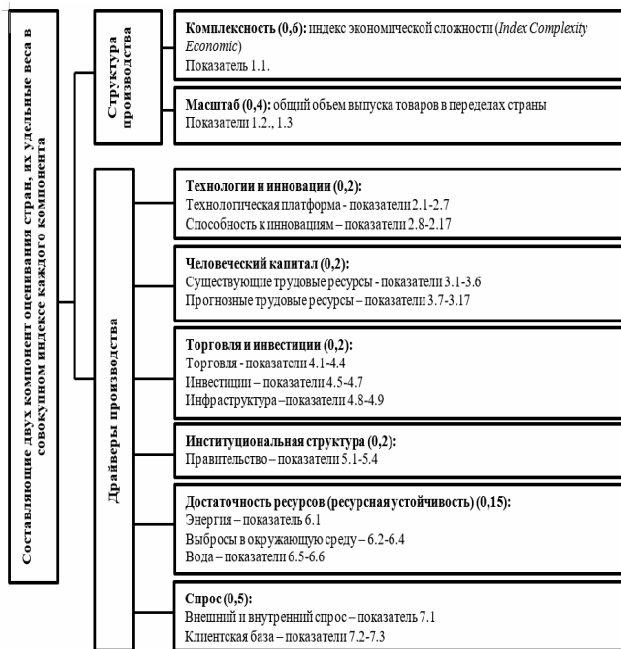 Составляющие двух компонент оценивания стран, их удельные веса в
совокупном индексе каждого компонента
Структура
производства
Комплексность (0,6): индекс экономической сложности (Index Complexity
Economic)
Показатель 1.1.
Масштаб (0,4): общий объем выпуска товаров в переделах страны
Показатели 1.2., 1.3
Драйверы производства
Технологии и инновации (0,2):
Технологическая платформа - показатели 2.1-2.7
Способность к инновациям – показатели 2.8-2.17
Человеческий капитал (0,2):
Существующие трудовые ресурсы - показатели 3.1-3.6
Прогнозные трудовые ресурсы – показатели 3.7-3.17
Торговля и инвестиции (0,2):
Торговля - показатели 4.1-4.4
Инвестиции – показатели 4.5-4.7
Инфраструктура –показатели 4.8-4.9
Институциональная структура (0,2):
Правительство – показатели 5.1-5.4
Достаточность ресурсов (ресурсная устойчивость) (0,15):
Энергия – показатель 6.1
Выбросы в окружающую среду – 6.2-6.4
Вода – показатели 6.5-6.6
Спрос (0,5):
Внешний и внутренний спрос – показатель 7.1
Клиентская база – показатели 7.2-7.3